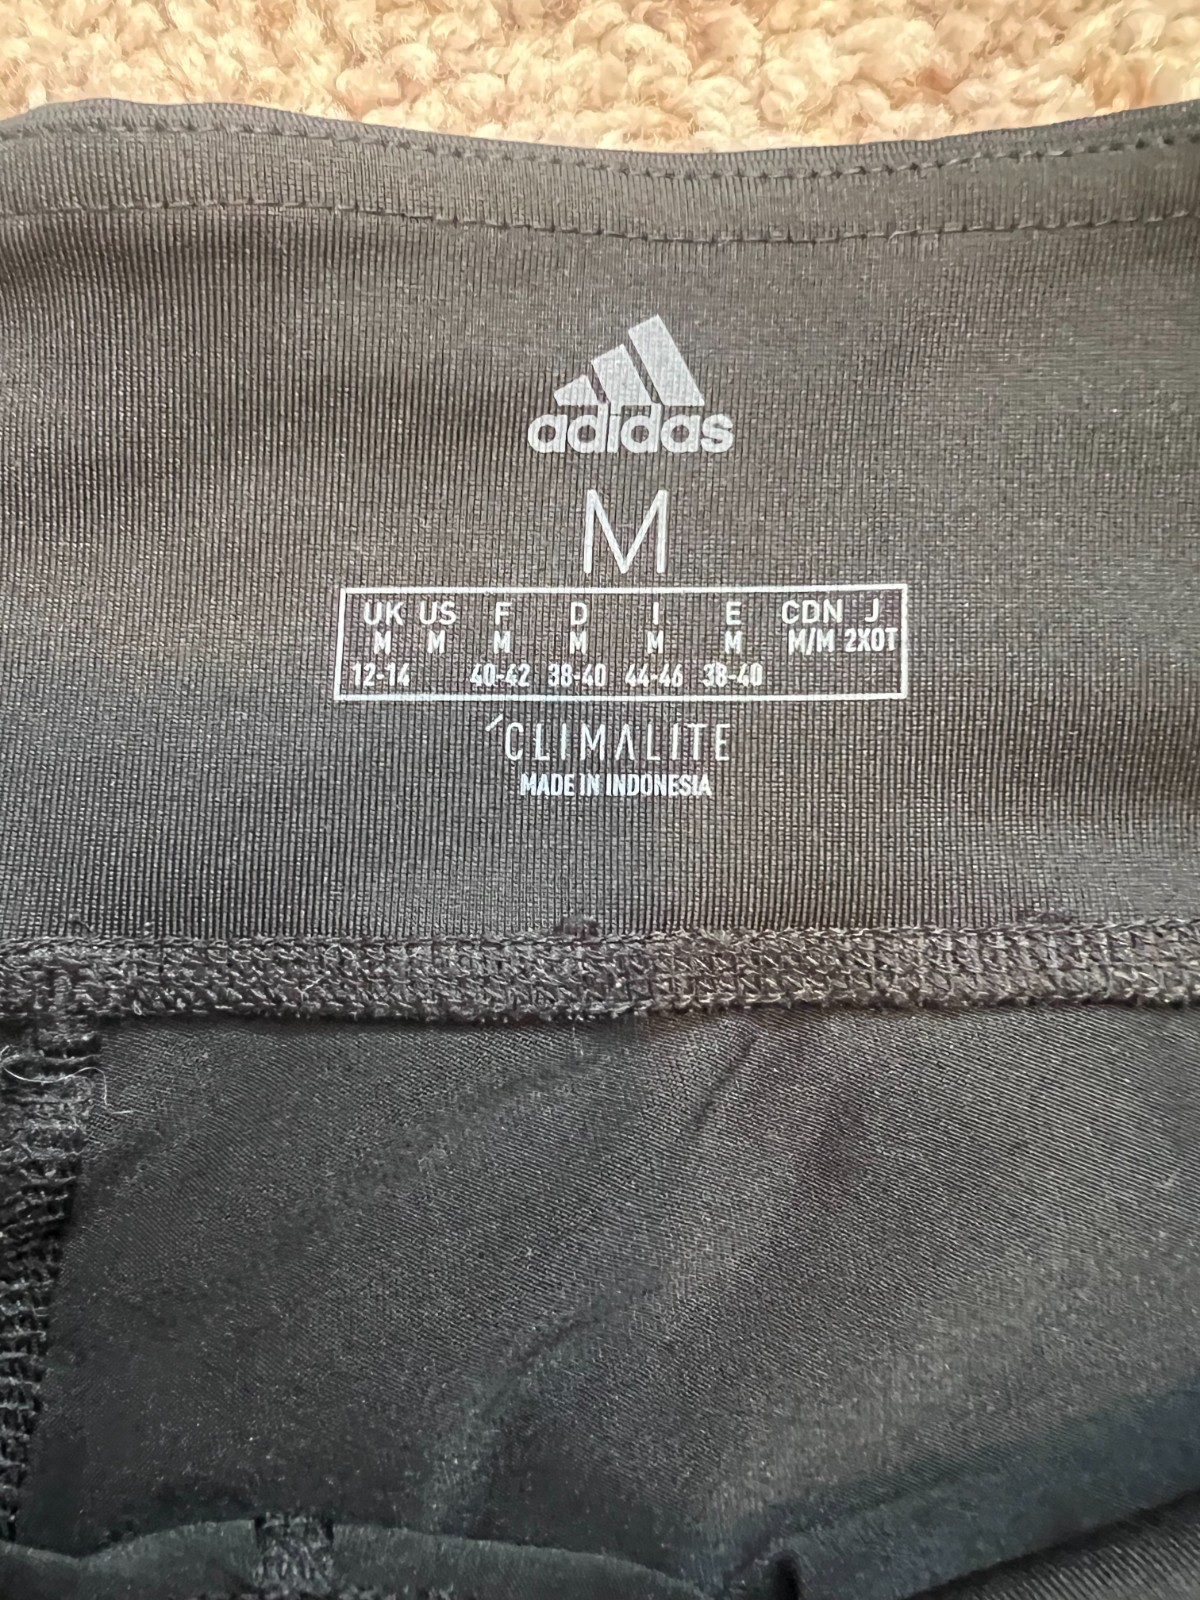 adidas
M
UK US F D I E CDN J
M M M M M M M/M 2XOT
12-14 40-42 38-40 44-46 38-40
CLIMALITE
MADE IN INDONESIA